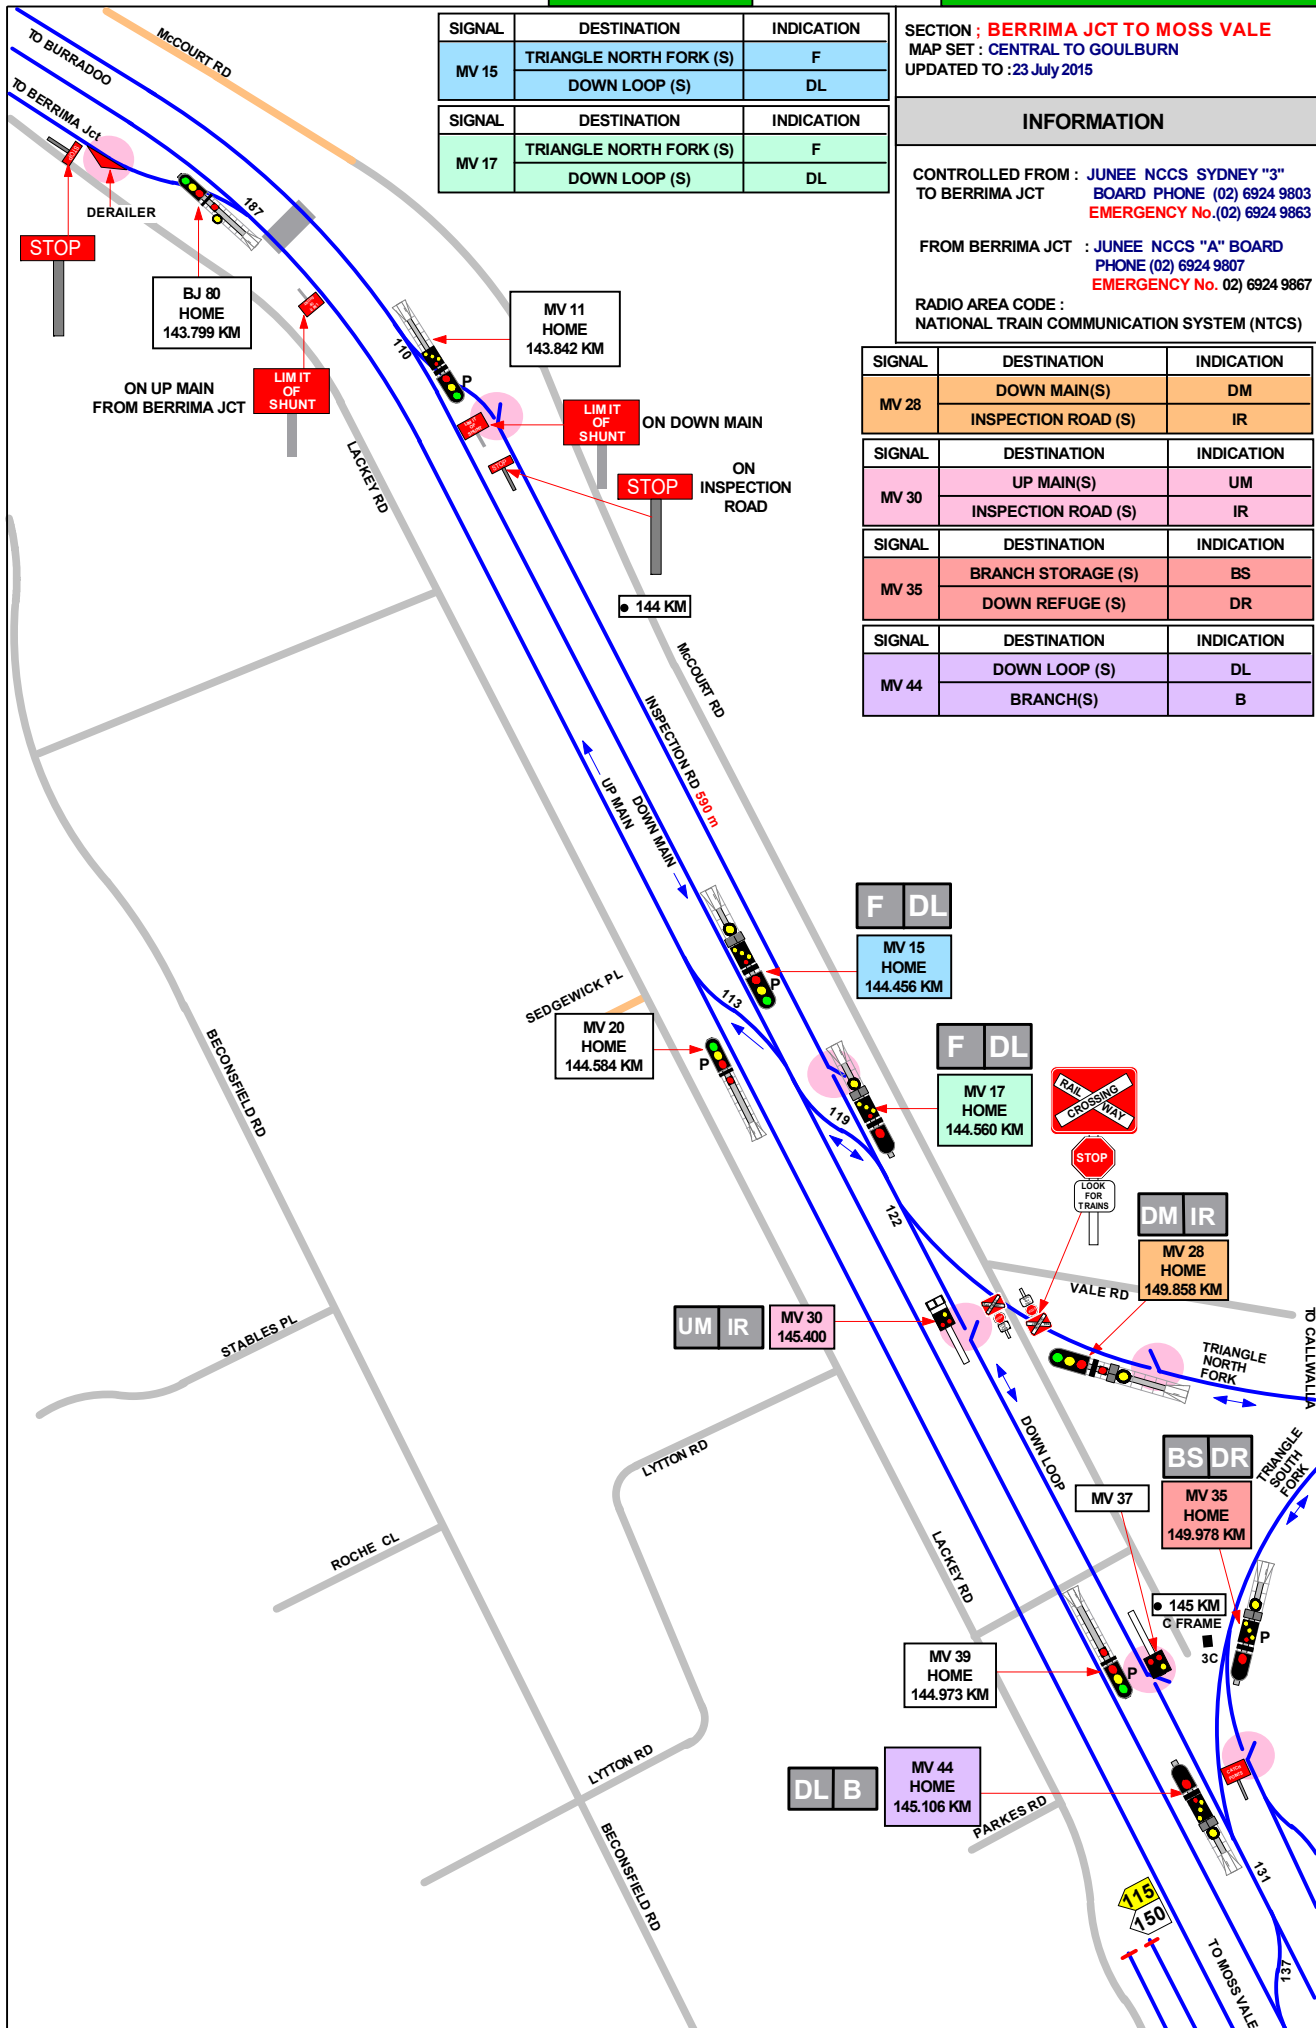 SIGNAL DESTINATION INDICATION
MV 15 TRIANGLE NORTH FORK (S) F
DOWN LOOP (S) DL
SIGNAL DESTINATION INDICATION
MV 17 TRIANGLE NORTH FORK (S) F
DOWN LOOP (S) DL
SECTION ; BERRIMA JCT TO MOSS VALE
MAP SET : CENTRAL TO GOULBURN
UPDATED TO :23 July 2015
INFORMATION
CONTROLLED FROM : JUNEE NCCS SYDNEY "3"
TO BERRIMA JCT BOARD PHONE (02) 6924 9803
EMERGENCY No.(02) 6924 9863
FROM BERRIMA JCT : JUNEE NCCS "A" BOARD
PHONE (02) 6924 9807
EMERGENCY No. 02) 6924 9867
RADIO AREA CODE :
NATIONAL TRAIN COMMUNICATION SYSTEM (NTCS)
SIGNAL DESTINATION INDICATION
MV 28 DOWN MAIN(S) DM
INSPECTION ROAD (S) IR
SIGNAL DESTINATION INDICATION
MV 30 UP MAIN(S) UM
INSPECTION ROAD (S) IR
SIGNAL DESTINATION INDICATION
MV 35 BRANCH STORAGE (S) BS
DOWN REFUGE (S) DR
SIGNAL DESTINATION INDICATION
MV 44 DOWN LOOP (S) DL
BRANCH(S) B
TO BURRADOO
McCOURT RD
TO BERRIMA Jct
STOP
DERAILER
187
STOP
BJ 80
HOME
143.799 KM
MV 11
HOME
143.842 KM
110
P
ON UP MAIN
FROM BERRIMA JCT
LIM IT
OF
SHUNT
LIM IT
OF
SHUNT
LIM IT
OF
SHUNT
ON DOWN MAIN
STOP
STOP
ON
INSPECTION
ROAD
LACKEY RD
144 KM
McCOURT RD
INSPECTION RD 590 m
UP MAIN
DOWN MAIN
F DL
MV 15
HOME
144.456 KM
P
SEDGEWICK PL
113
MV 20
HOME
144.584 KM
P
F DL
MV 17
HOME
144.560 KM
119
RAIL WAY
CROSSING
STOP
LOOK
FOR
TRAINS
BECONSFIELD RD
122
DM IR
MV 28
HOME
149.858 KM
VALE RD
UM IR
MV 30
145.400
STABLES PL
TRIANGLE
NORTH
FORK
TO CALLWALLA
DOWN LOOP
LYTTON RD
BS DR
MV 35
HOME
149.978 KM
TRIANGLE
SOUTH
FORK
MV 37
ROCHE CL
LACKEY RD
145 KM
C FRAME
3C
P
MV 39
HOME
144.973 KM
P
LYTTON RD
DL B
MV 44
HOME
145.106 KM
CATCH
POINTS
PARKES RD
BECONSFIELD RD
131
115
150
TO MOSS VALE
137